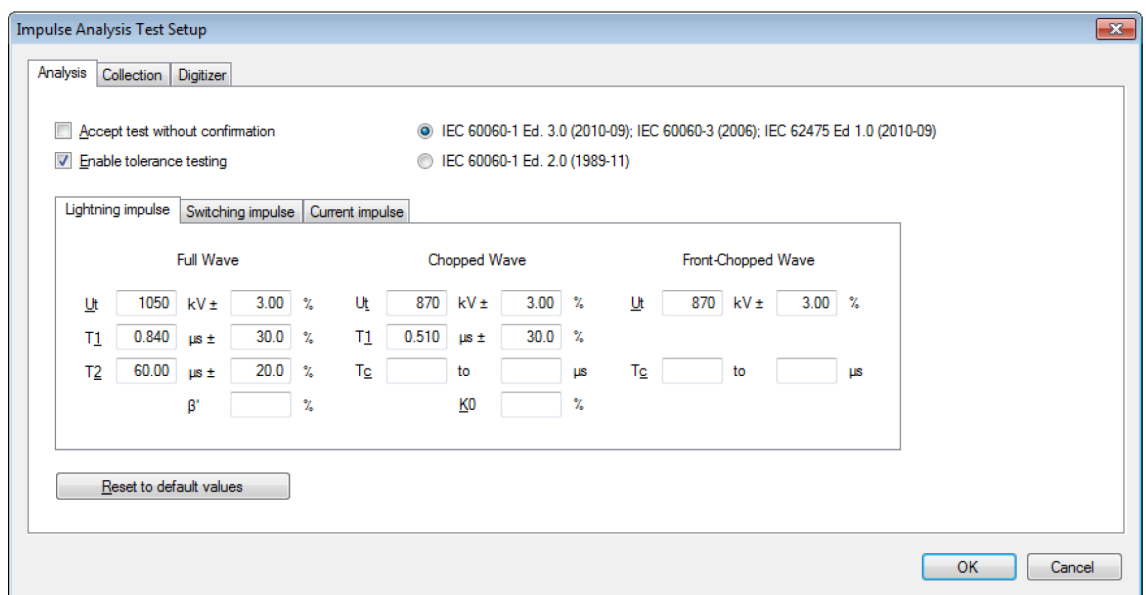 Impulse Analysis Test Setup
Analysis Collection Digitizer
Accept test without confimation IEC 60060-1 Ed. 3.0 (2010-09); IEC 60060-3 (2006); IEC 62475 Ed 1.0 (2010-09)
Enable tolerance testing IEC 60060-1 Ed. 2.0 (1989-11)
Lightning impulse Switching impulse Current impulse
Full Wave Chopped Wave Front-Chopped Wave
Ut 1050 kV ± 3.00 % Ut 870 kV ± 3.00 % Ut 870 kV ± 3.00 %
T1 0.840 µs ± 30.0 % T1 0.510 µs ± 30.0 %
T2 60.00 µs ± 20.0 % Tc to µs Tc to µs
β' % K0 %
Reset to default values
OK Cancel